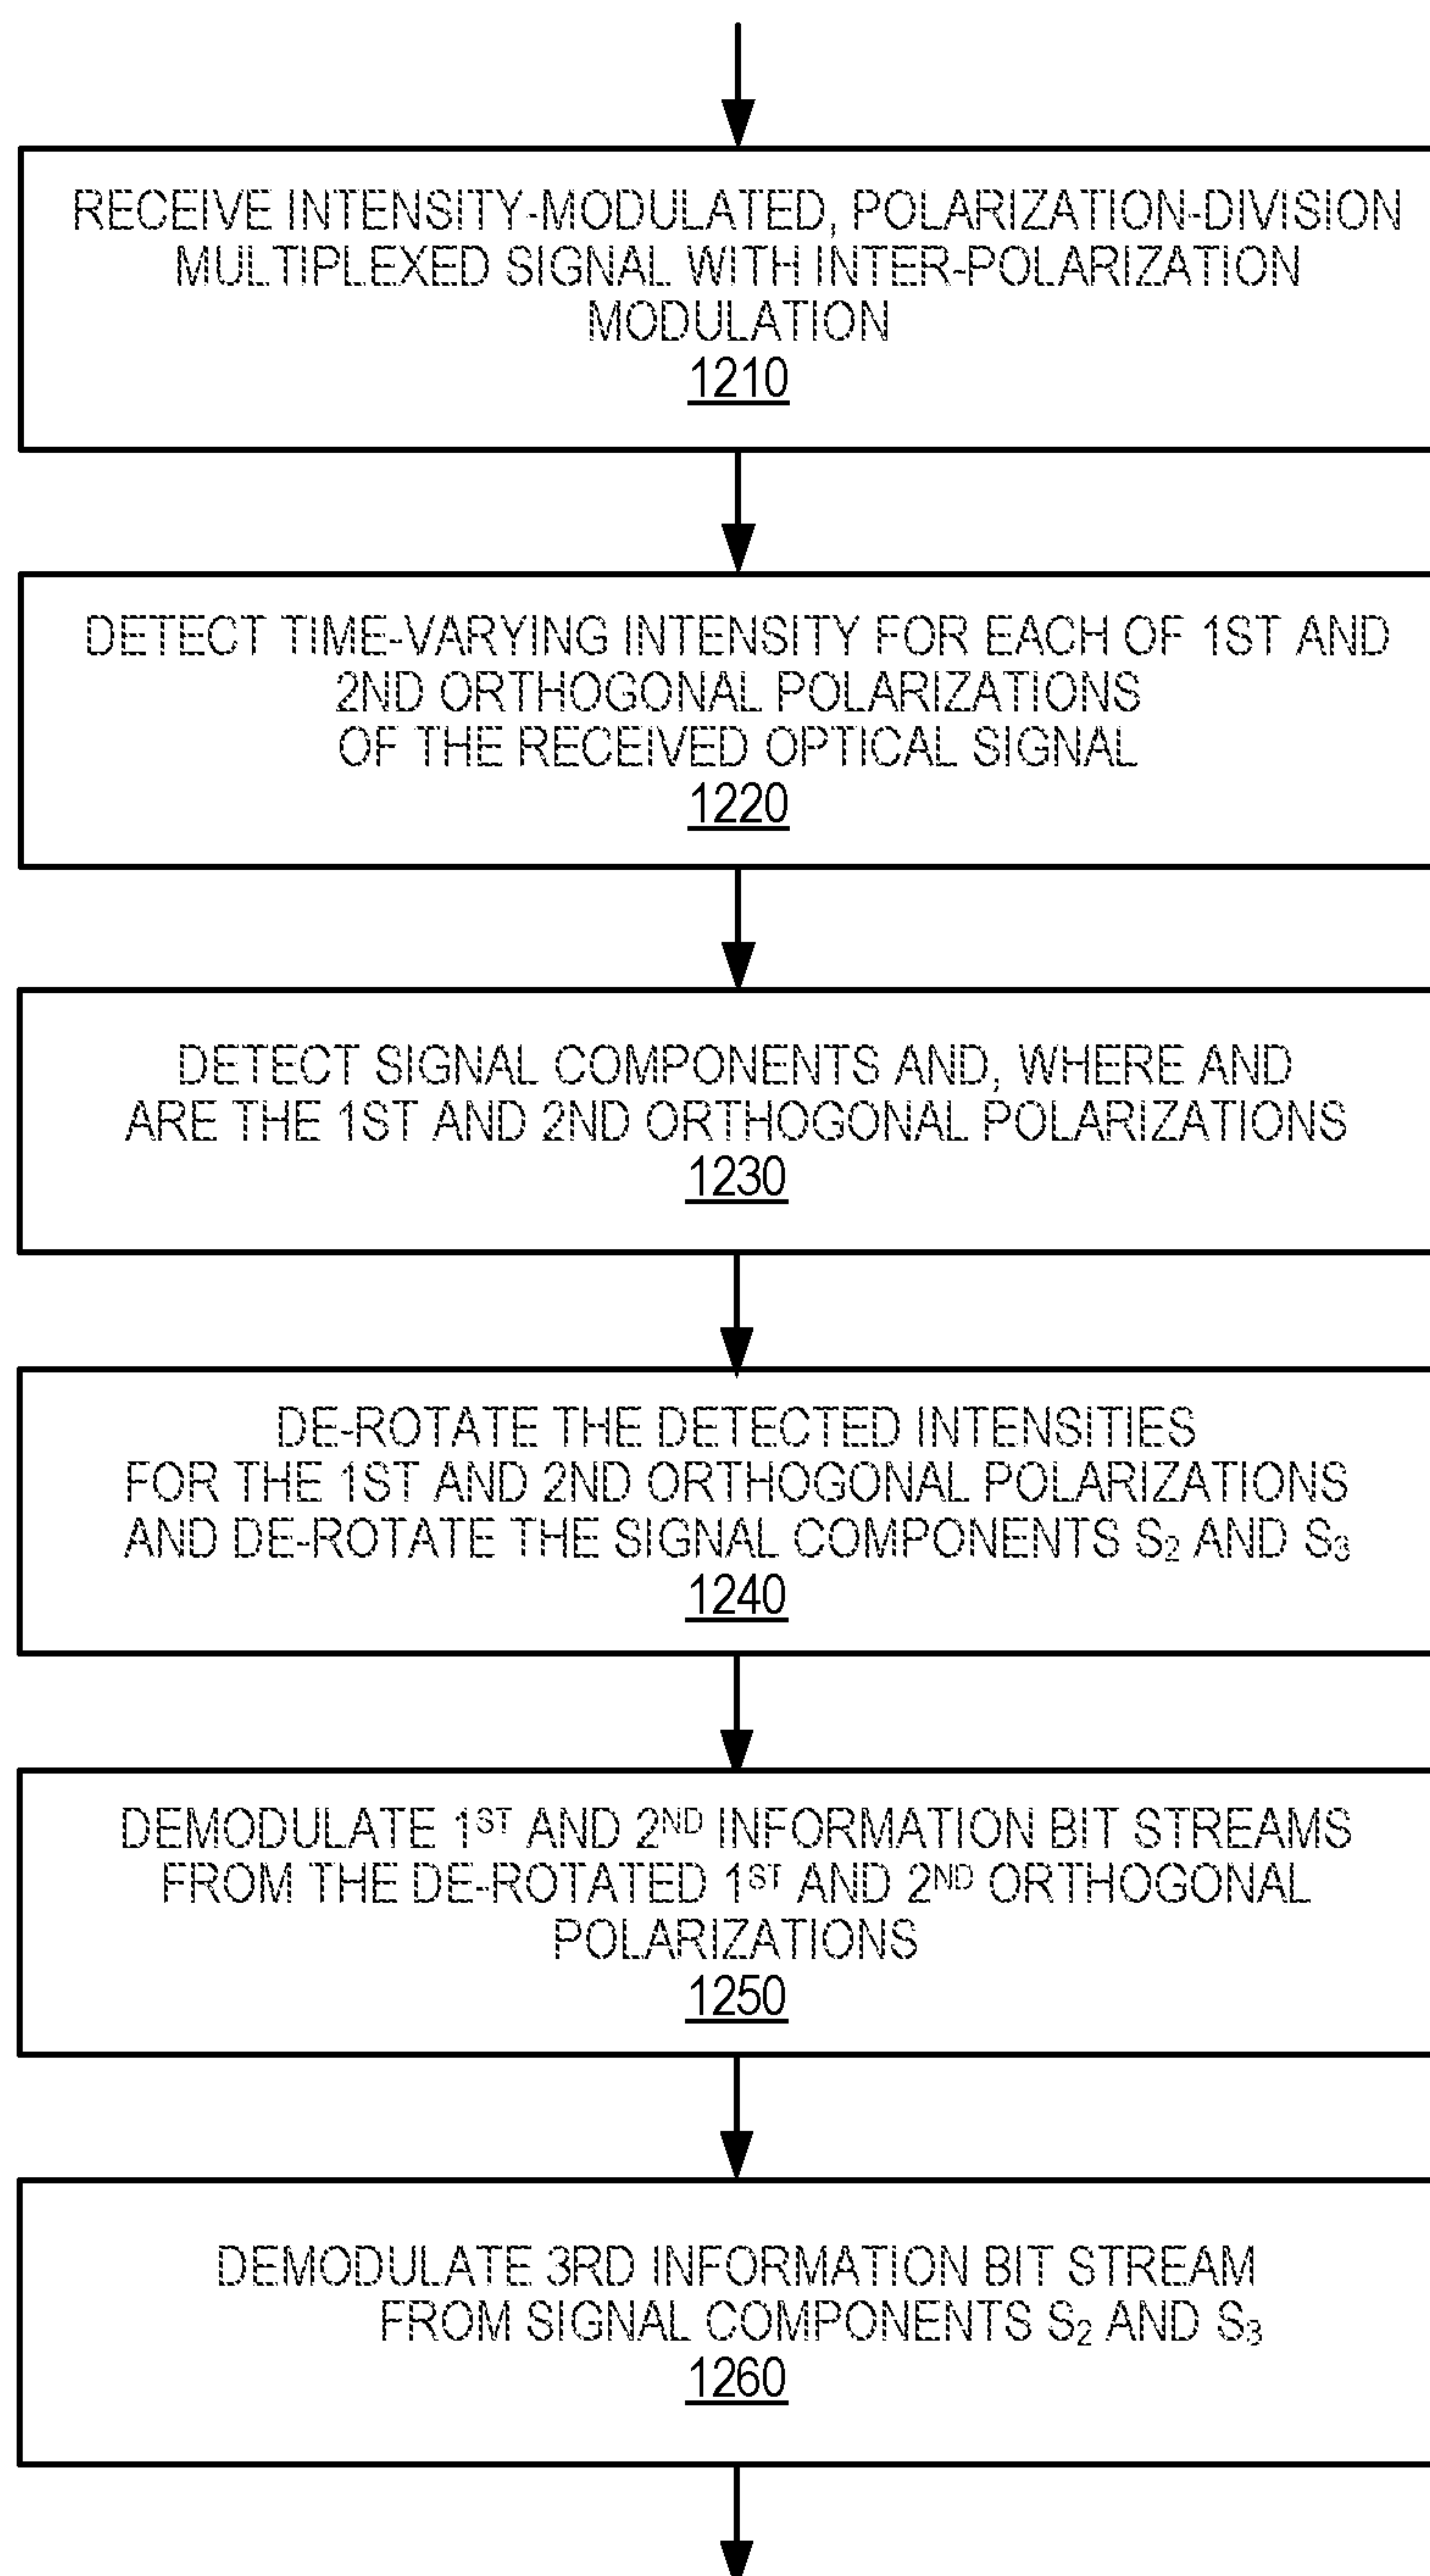 RECEIVE INTENSITY-MODULATED, POLARIZATION-DIVISION
MULTIPLEXED SIGNAL WITH INTER-POLARIZATION
MODULATION
1210
DETECT TIME-VARYING INTENSITY FOR EACH OF 1ST AND
2ND ORTHOGONAL POLARIZATIONS
OF THE RECEIVED OPTICAL SIGNAL
1220
DETECT SIGNAL COMPONENTS AND, WHERE AND
ARE THE 1ST AND 2ND ORTHOGONAL POLARIZATIONS
1230
DE-ROTATE THE DETECTED INTENSITIES
FOR THE 1ST AND 2ND ORTHOGONAL POLARIZATIONS
AND DE-ROTATE THE SIGNAL COMPONENTS S₂ AND S₃
1240
DEMODULATE 1ST AND 2ND INFORMATION BIT STREAMS
FROM THE DE-ROTATED 1ST AND 2ND ORTHOGONAL
POLARIZATIONS
1250
DEMODULATE 3RD INFORMATION BIT STREAM
FROM SIGNAL COMPONENTS S₂ AND S₃
1260